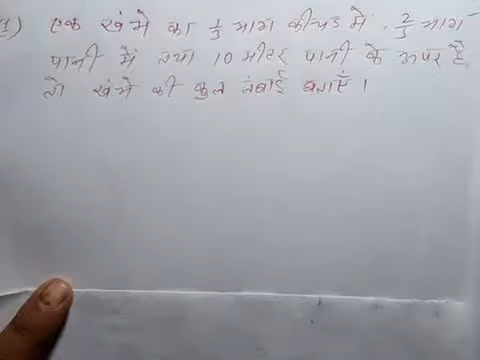 (1) एक खंभे का 1/3 भाग कीचड में, 2/5 भाग
पानी में तथा 10 मीटर पानी के ऊपर है,
तो खंभे की कुल लंबाई बताएँ।